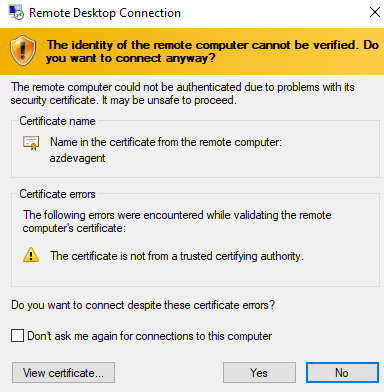 Remote Desktop Connection
The identity of the remote computer cannot be verified. Do
you want to connect anyway?
The remote computer could not be authenticated due to problems with its
security certificate. It may be unsafe to proceed.
Certificate name
Name in the certificate from the remote computer:
azdevagent
Certificate errors
The following errors were encountered while validating the remote
computer's certificate:
The certificate is not from a trusted certifying authority.
Do you want to connect despite these certificate errors?
Don't ask me again for connections to this computer
View certificate... Yes No